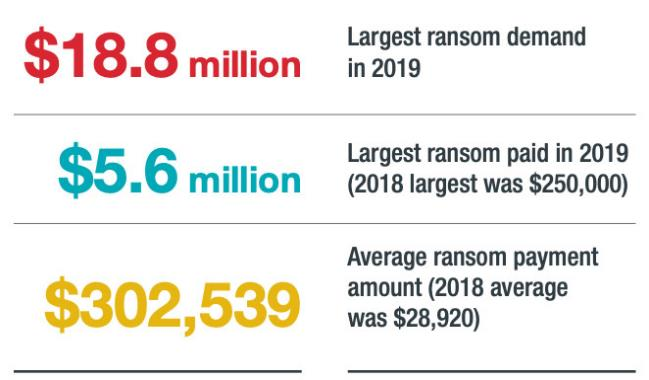 $18.8 million
Largest ransom demand
in 2019
$5.6 million
Largest ransom paid in 2019
(2018 largest was $250,000)
$302,539
Average ransom payment
amount (2018 average
was $28,920)